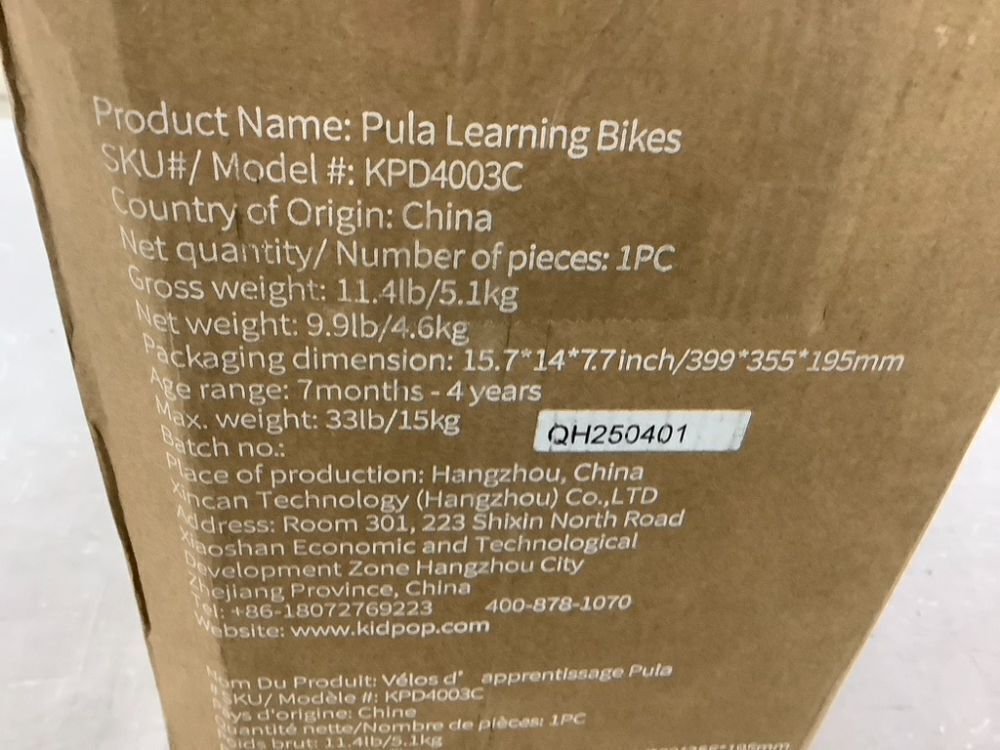 Product Name: Pula Learning Bikes
SKU#/ Model #: KPD4003C
Country of Origin: China
Net quantity/ Number of pieces: 1PC
Gross weight: 11.4lb/5.1kg
Net weight: 9.9lb/4.6kg
Packaging dimension: 15.7*14*7.7inch/399*355*195mm
Age range: 7months - 4 years
Max. weight: 33lb/15kg
Batch no.: QH250401
Place of production: Hangzhou, China
Xincan Technology (Hangzhou) Co.,LTD
Address: Room 301, 223 Shixin North Road
Xiaoshan Economic and Technological
Development Zone Hangzhou City
Zhejiang Province, China
Tel: +86-18072769223 400-878-1070
Website: www.kidpop.com
Nom Du Produit: Vélos d' apprentissage Pula
SKU/ Modèle #: KPD4003C
Pays d'origine: Chine
Quantité nette/Nombre de pièces: 1PC
Poids brut: 11.4lb/5.1kg